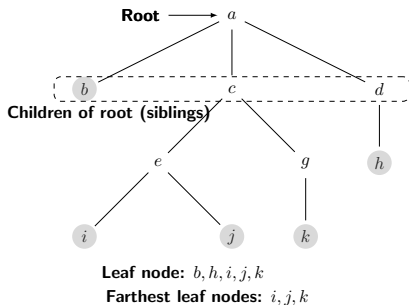 Root a
b c d
Children of root (siblings)
e g h
i j k
Leaf node: b, h, i, j, k
Farthest leaf nodes: i, j, k